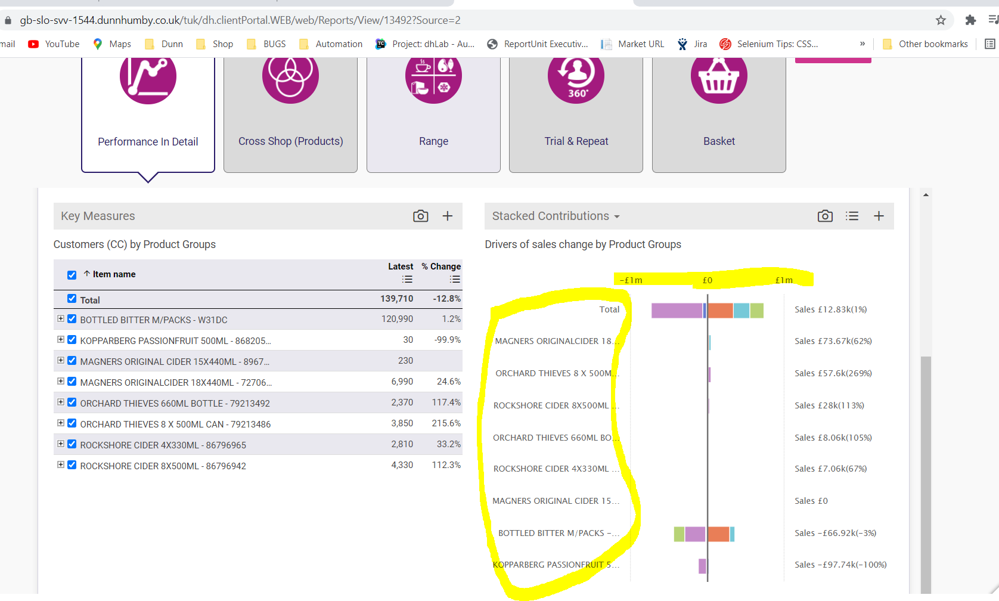 gb-slo-svv-1544.dunnhumby.co.uk/tuk/dh.clientPortal.WEB/web/Reports/View/13492?Source=2
mail YouTube Maps Dunn Shop BUGS Automation Project: dhLab - Au... ReportUnit Executiv... Market URL Jira Selenium Tips: CSS... » Other bookmarks
360°
Performance In Detail Cross Shop (Products) Range Trial & Repeat Basket
Key Measures
Customers (CC) by Product Groups
Item name Latest % Change
Total 139,710 -12.8%
BOTTLED BITTER M/PACKS - W31DC 120,990 1.2%
KOPPARBERG PASSIONFRUIT 500ML - 868205... 30 -99.9%
MAGNERS ORIGINAL CIDER 15X440ML - 8967... 230
MAGNERS ORIGINALCIDER 18X440ML - 72706... 6,990 24.6%
ORCHARD THIEVES 660ML BOTTLE - 79213492 2,370 117.4%
ORCHARD THIEVES 8 X 500ML CAN - 79213486 3,850 215.6%
ROCKSHORE CIDER 4X330ML - 86796965 2,810 33.2%
ROCKSHORE CIDER 8X500ML - 86796942 4,330 112.3%
Stacked Contributions
Drivers of sales change by Product Groups
-£1m £0 £1m
Total Sales £12.83k(1%)
MAGNERS ORIGINALCIDER 18... Sales £73.67k(62%)
ORCHARD THIEVES 8 X 500M... Sales £57.6k(269%)
ROCKSHORE CIDER 8X500ML ... Sales £28k(113%)
ORCHARD THIEVES 660ML BO... Sales £8.06k(105%)
ROCKSHORE CIDER 4X330ML ... Sales £7.06k(67%)
MAGNERS ORIGINAL CIDER 15... Sales £0
BOTTLED BITTER M/PACKS -... Sales -£66.92k(-3%)
KOPPARBERG PASSIONFRUIT 5... Sales -£97.74k(-100%)